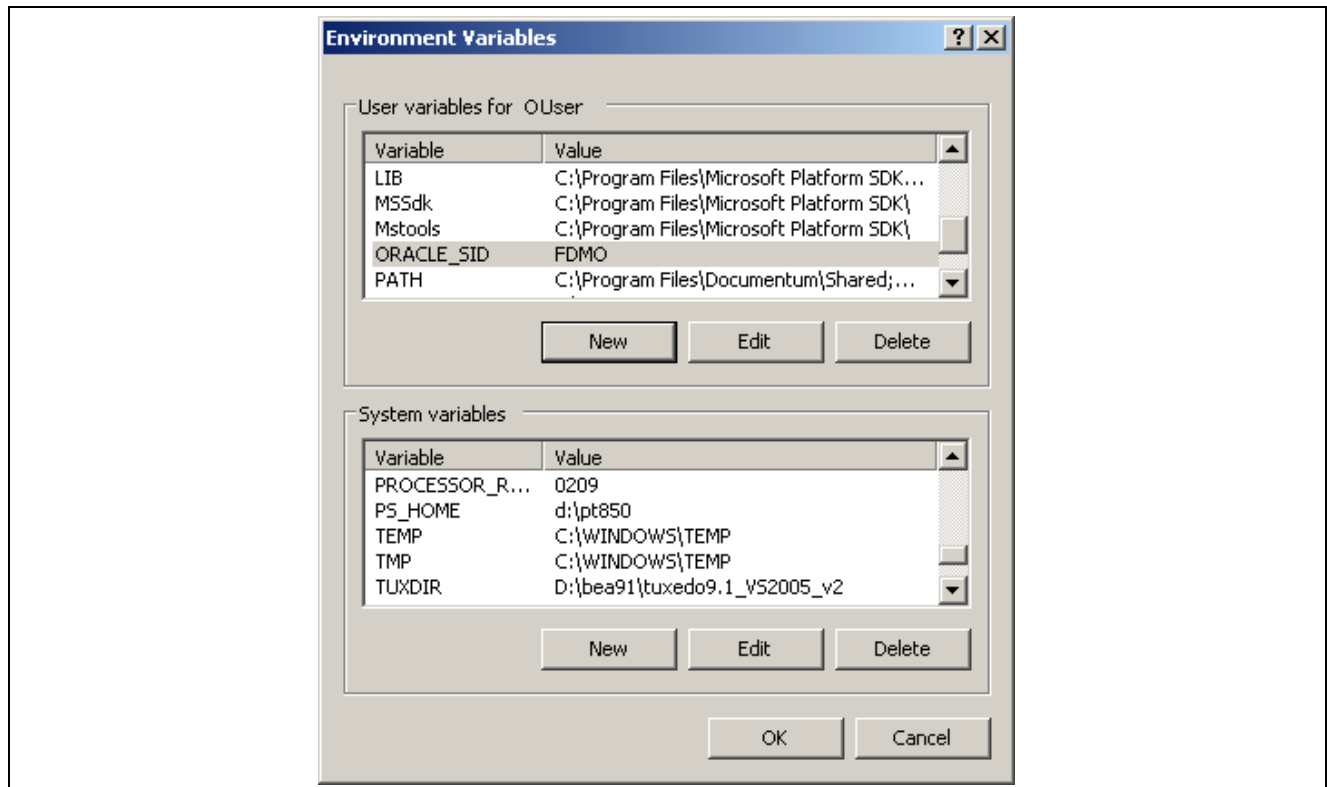 Environment Variables
User variables for OUser
Variable Value
LIB C:\Program Files\Microsoft Platform SDK...
MSSdk C:\Program Files\Microsoft Platform SDK\
Mstools C:\Program Files\Microsoft Platform SDK\
ORACLE_SID FDMO
PATH C:\Program Files\Documentum\Shared;...
New Edit Delete
System variables
Variable Value
PROCESSOR_R... 0209
PS_HOME d:\pt850
TEMP C:\WINDOWS\TEMP
TMP C:\WINDOWS\TEMP
TUXDIR D:\bea91\tuxedo9.1_VS2005_v2
New Edit Delete
OK Cancel